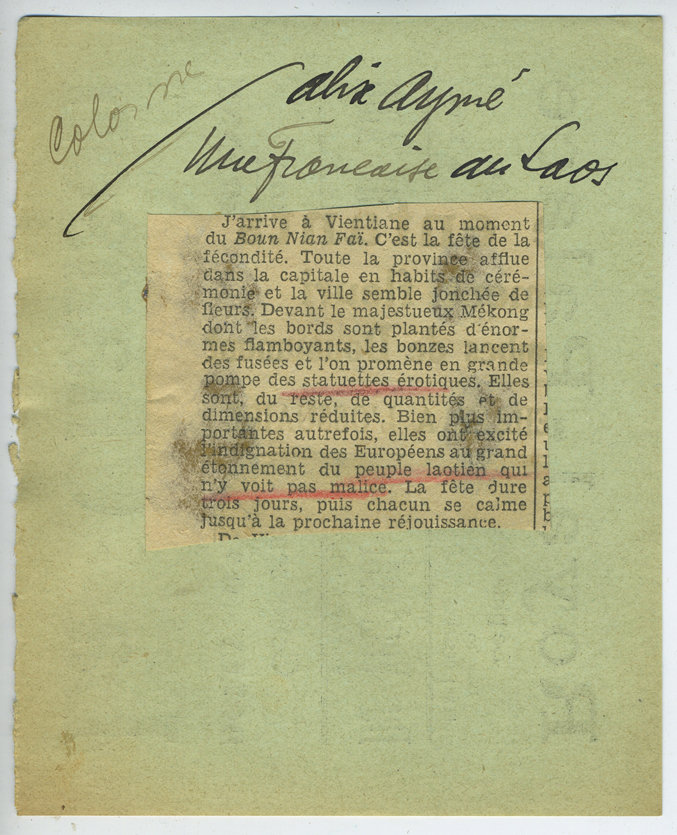 Colonne
Alix Aymé
Une Francaise au Laos
J'arrive à Vientiane au moment
du Boun Nian Faï. C'est la fête de la
fécondité. Toute la province afflue
dans la capitale en habits de céré-
monie et la ville semble jonchée de
fleurs. Devant le majestueux Mékong
dont les bords sont plantés d'énor-
mes flamboyants, les bonzes lancent
des fusées et l'on promène en grande
pompe des statuettes érotiques. Elles
sont, du reste, de quantités et de
dimensions réduites. Bien plus im-
portantes autrefois, elles ont excité
l'indignation des Européens au grand
étonnement du peuple laotien qui
n'y voit pas malice. La fête dure
trois jours, puis chacun se calme
jusqu'à la prochaine réjouissance.